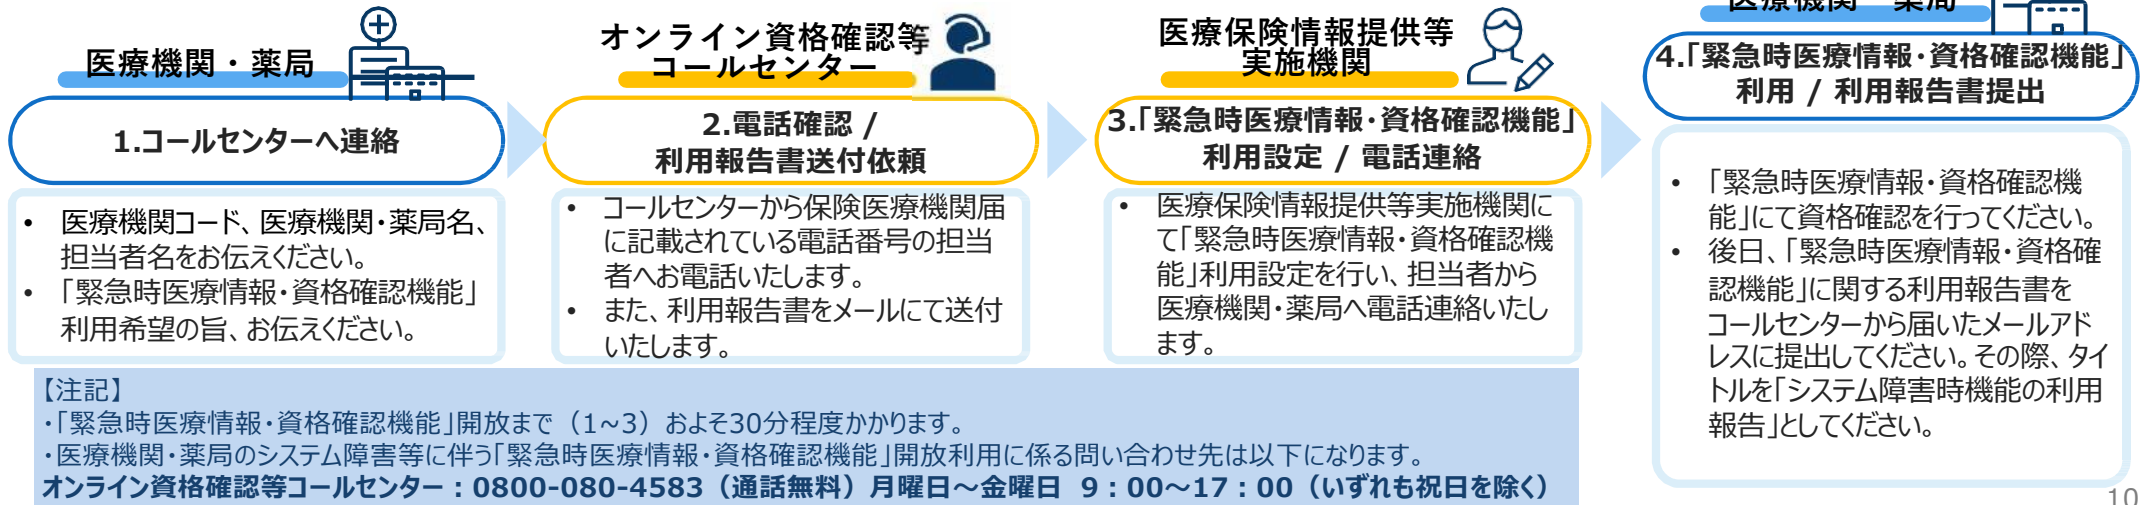 医療機関・薬局
1.コールセンターへ連絡
• 医療機関コード、医療機関・薬局名、
担当者名をお伝えください。
• 「緊急時医療情報・資格確認機能」
利用希望の旨、お伝えください。
オンライン資格確認等
コールセンター
2.電話確認 /
利用報告書送付依頼
• コールセンターから保険医療機関届
に記載されている電話番号の担当
者へお電話いたします。
• また、利用報告書をメールにて送付
いたします。
医療保険情報提供等
実施機関
3.「緊急時医療情報・資格確認機能」
利用設定 / 電話連絡
• 医療保険情報提供等実施機関に
て「緊急時医療情報・資格確認機
能」利用設定を行い、担当者から
医療機関・薬局へ電話連絡いたし
ます。
医療機関・薬局
4.「緊急時医療情報・資格確認機能」
利用 / 利用報告書提出
• 「緊急時医療情報・資格確認機
能」にて資格確認を行ってください。
• 後日、「緊急時医療情報・資格確
認機能」に関する利用報告書を
コールセンターから届いたメールアド
レスに提出してください。その際、タイ
トルを「システム障害時機能の利用
報告」としてください。
【注記】
・「緊急時医療情報・資格確認機能」開放まで（1~3）およそ30分程度かかります。
・医療機関・薬局のシステム障害等に伴う「緊急時医療情報・資格確認機能」開放利用に係る問い合わせ先は以下になります。
オンライン資格確認等コールセンター：0800-080-4583（通話無料）月曜日～金曜日 9：00～17：00（いずれも祝日を除く）
10